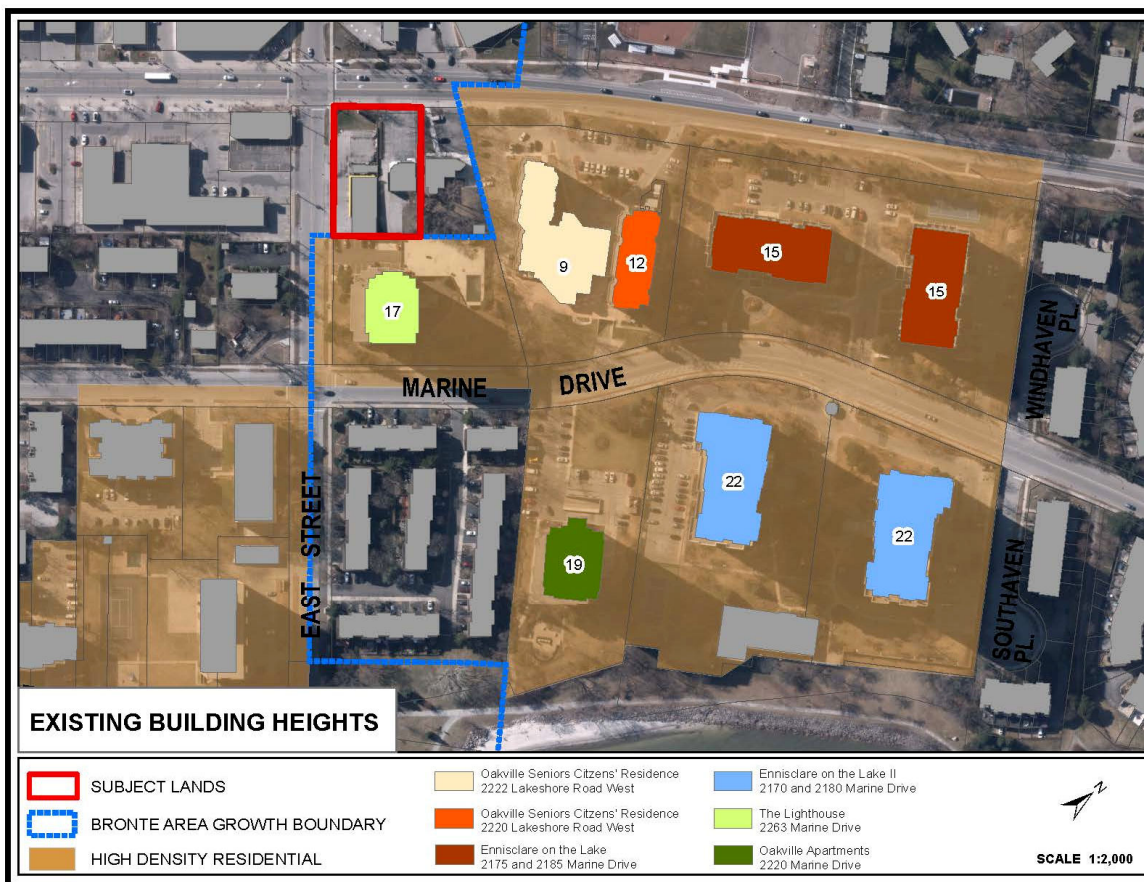 9
12
15
15
17
MARINE DRIVE
22
22
19
EAST STREET
WINDHAVEN PL.
SOUTHAVEN PL.
EXISTING BUILDING HEIGHTS
SUBJECT LANDS
BRONTE AREA GROWTH BOUNDARY
HIGH DENSITY RESIDENTIAL
Oakville Seniors Citzens' Residence
2222 Lakeshore Road West
Oakville Seniors Citzens' Residence
2220 Lakeshore Road West
Ennisclare on the Lake
2175 and 2185 Marine Drive
Ennisclare on the Lake II
2170 and 2180 Marine Drive
The Lighthouse
2263 Marine Drive
Oakville Apartments
2220 Marine Drive
N
SCALE 1:2,000